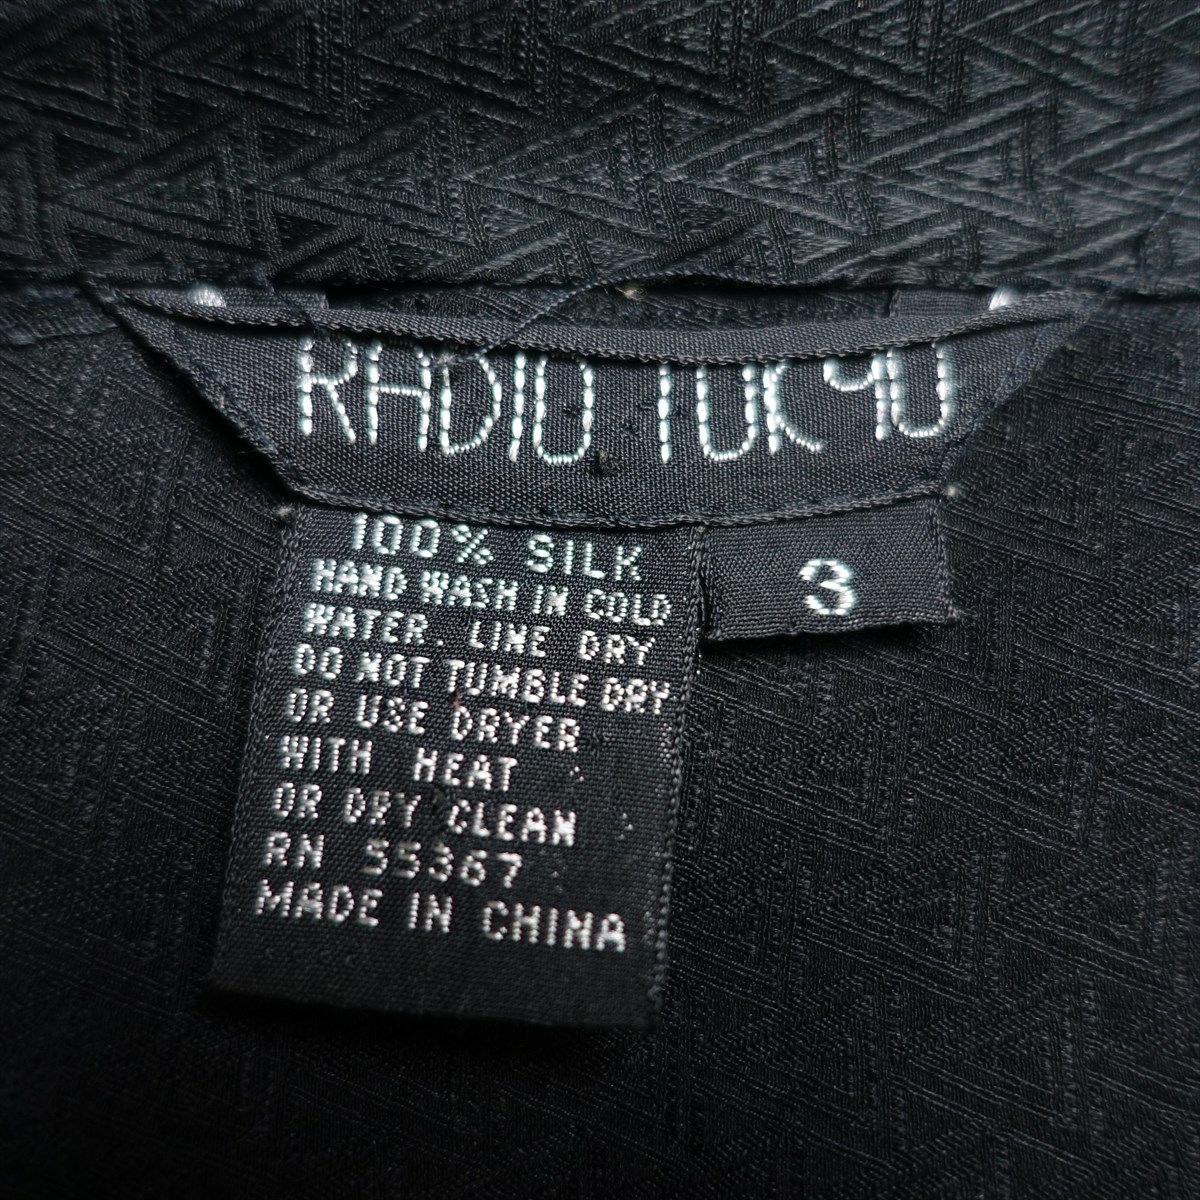 RADIO TOKYO
100% SILK
3
HAND WASH IN COLD
WATER. LINE DRY
DO NOT TUMBLE DRY
OR USE DRYER
WITH HEAT
OR DRY CLEAN
RN 55367
MADE IN CHINA